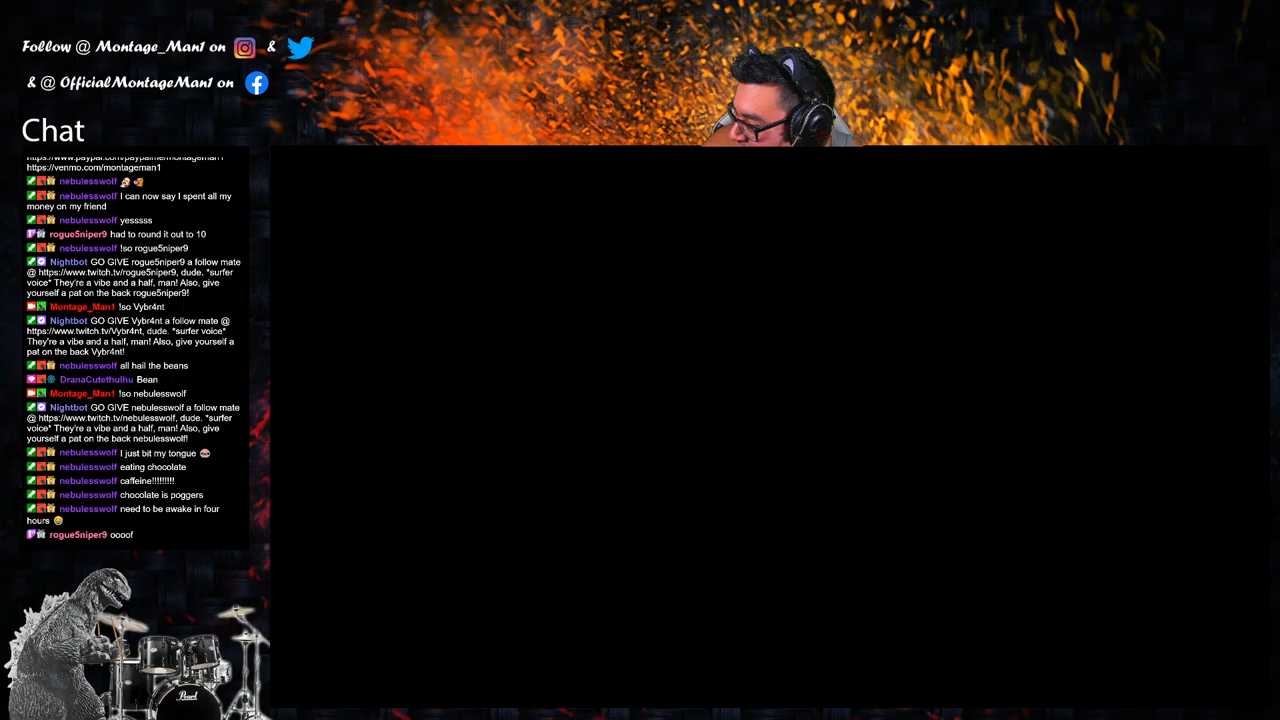 Follow @ Montage_Man1 on &
& @ OfficialMontageMan1 on
Chat
https://www.paypal.com/paypalme/montageman1
https://venmo.com/montageman1
nebulesswolf
nebulesswolf I can now say I spent all my
money on my friend
nebulesswolf yesssss
rogue5niper9 had to round it out to 10
nebulesswolf !so rogue5niper9
Nightbot GO GIVE rogue5niper9 a follow mate
@ https://www.twitch.tv/rogue5niper9, dude. *surfer
voice* They're a vibe and a half, man! Also, give
yourself a pat on the back rogue5niper9!
Montage_Man1 !so Vybr4nt
Nightbot GO GIVE Vybr4nt a follow mate @
https://www.twitch.tv/Vybr4nt, dude. *surfer voice*
They're a vibe and a half, man! Also, give yourself a
pat on the back Vybr4nt!
nebulesswolf all hail the beans
DranaCutethulhu Bean
Montage_Man1 !so nebulesswolf
Nightbot GO GIVE nebulesswolf a follow mate
@ https://www.twitch.tv/nebulesswolf, dude. *surfer
voice* They're a vibe and a half, man! Also, give
yourself a pat on the back nebulesswolf!
nebulesswolf I just bit my tongue
nebulesswolf eating chocolate
nebulesswolf caffeine!!!!!!!!!
nebulesswolf chocolate is poggers
nebulesswolf need to be awake in four
hours
rogue5niper9 oooof
Pearl